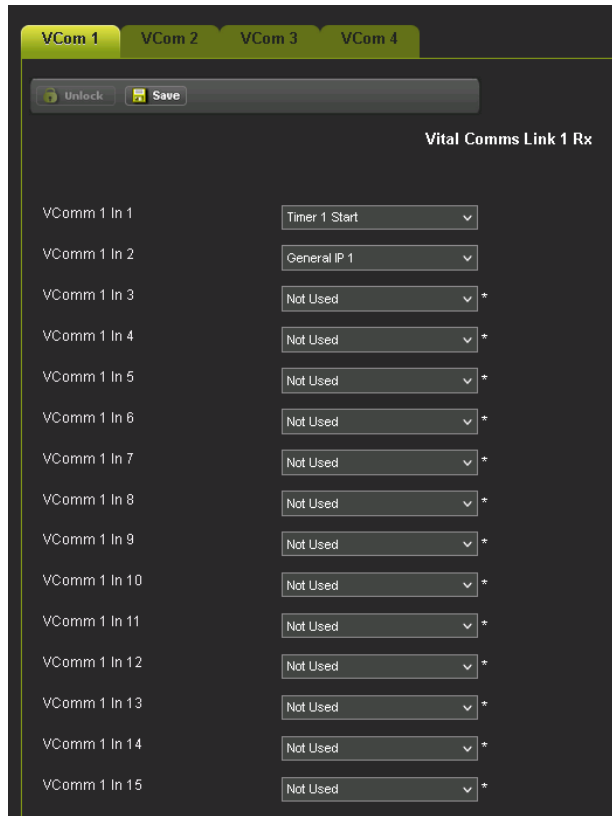 VCom 1 VCom 2 VCom 3 VCom 4
Unlock Save
Vital Comms Link 1 Rx
VComm 1 In 1 Timer 1 Start
VComm 1 In 2 General IP 1
VComm 1 In 3 Not Used *
VComm 1 In 4 Not Used *
VComm 1 In 5 Not Used *
VComm 1 In 6 Not Used *
VComm 1 In 7 Not Used *
VComm 1 In 8 Not Used *
VComm 1 In 9 Not Used *
VComm 1 In 10 Not Used *
VComm 1 In 11 Not Used *
VComm 1 In 12 Not Used *
VComm 1 In 13 Not Used *
VComm 1 In 14 Not Used *
VComm 1 In 15 Not Used *